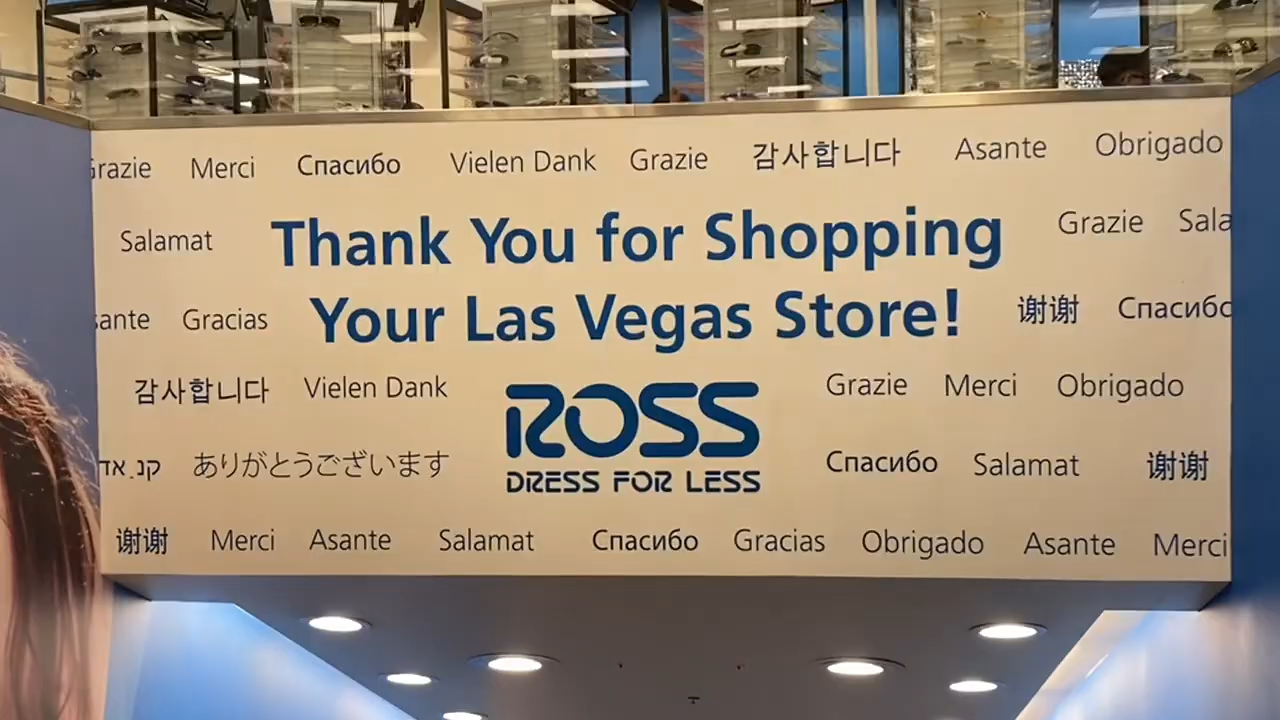 Grazie Merci Спасибо Vielen Dank Grazie 감사합니다 Asante Obrigado
Salamat Thank You for Shopping Grazie Sala
sante Gracias Your Las Vegas Store! 谢谢 Спасибо
감사합니다 Vielen Dank ROSS Grazie Merci Obrigado
ありがとうございます DRESS FOR LESS Спасибо Salamat 谢谢
谢谢 Merci Asante Salamat Спасибо Gracias Obrigado Asante Merci